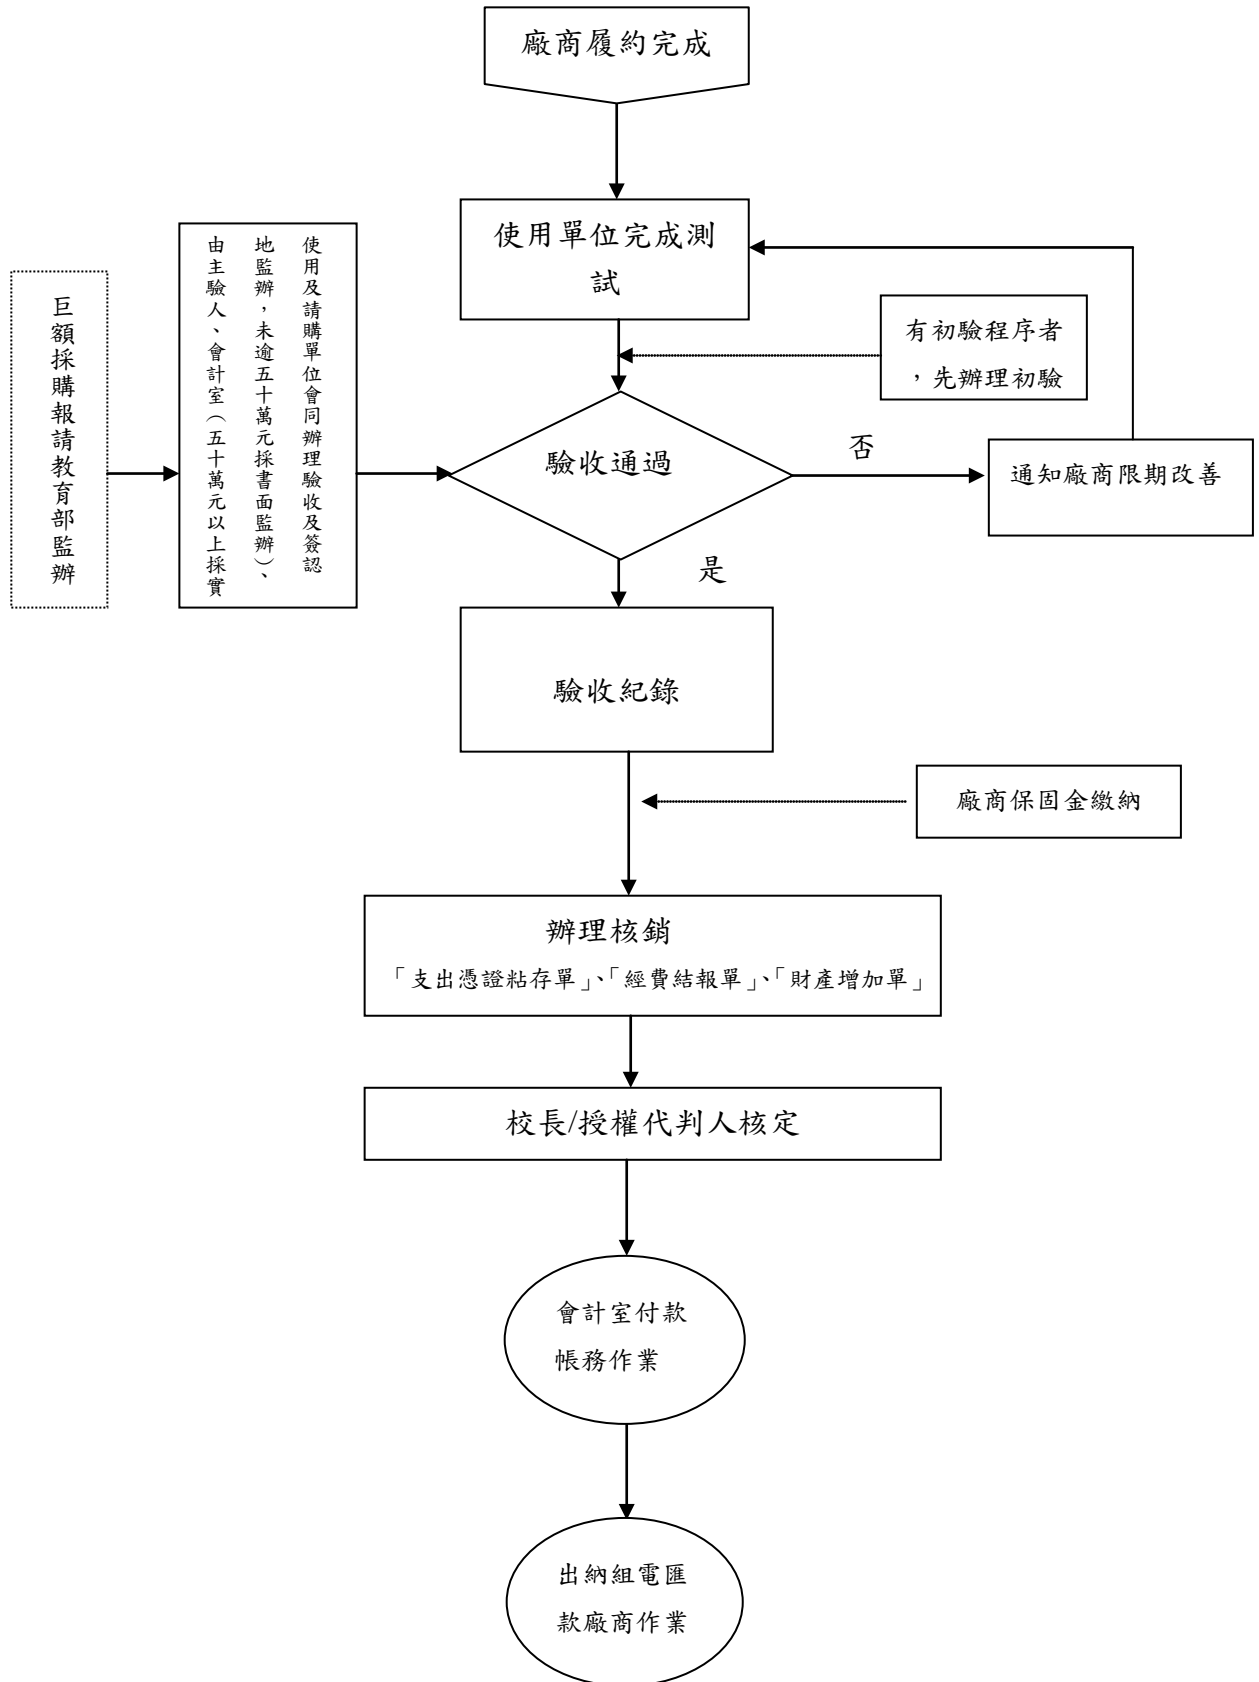 廠商履約完成
使用單位完成測
試
有初驗程序者
，先辦理初驗
巨額採購報請教育部監辦
由主驗人、會計室（五十萬元以上採實
地監辦，未逾五十萬元採書面監辦）、
使用及請購單位會同辦理驗收及簽認
驗收通過
否
通知廠商限期改善
是
驗收紀錄
廠商保固金繳納
辦理核銷
「支出憑證粘存單」、「經費結報單」、「財產增加單」
校長/授權代判人核定
會計室付款
帳務作業
出納組電匯
款廠商作業